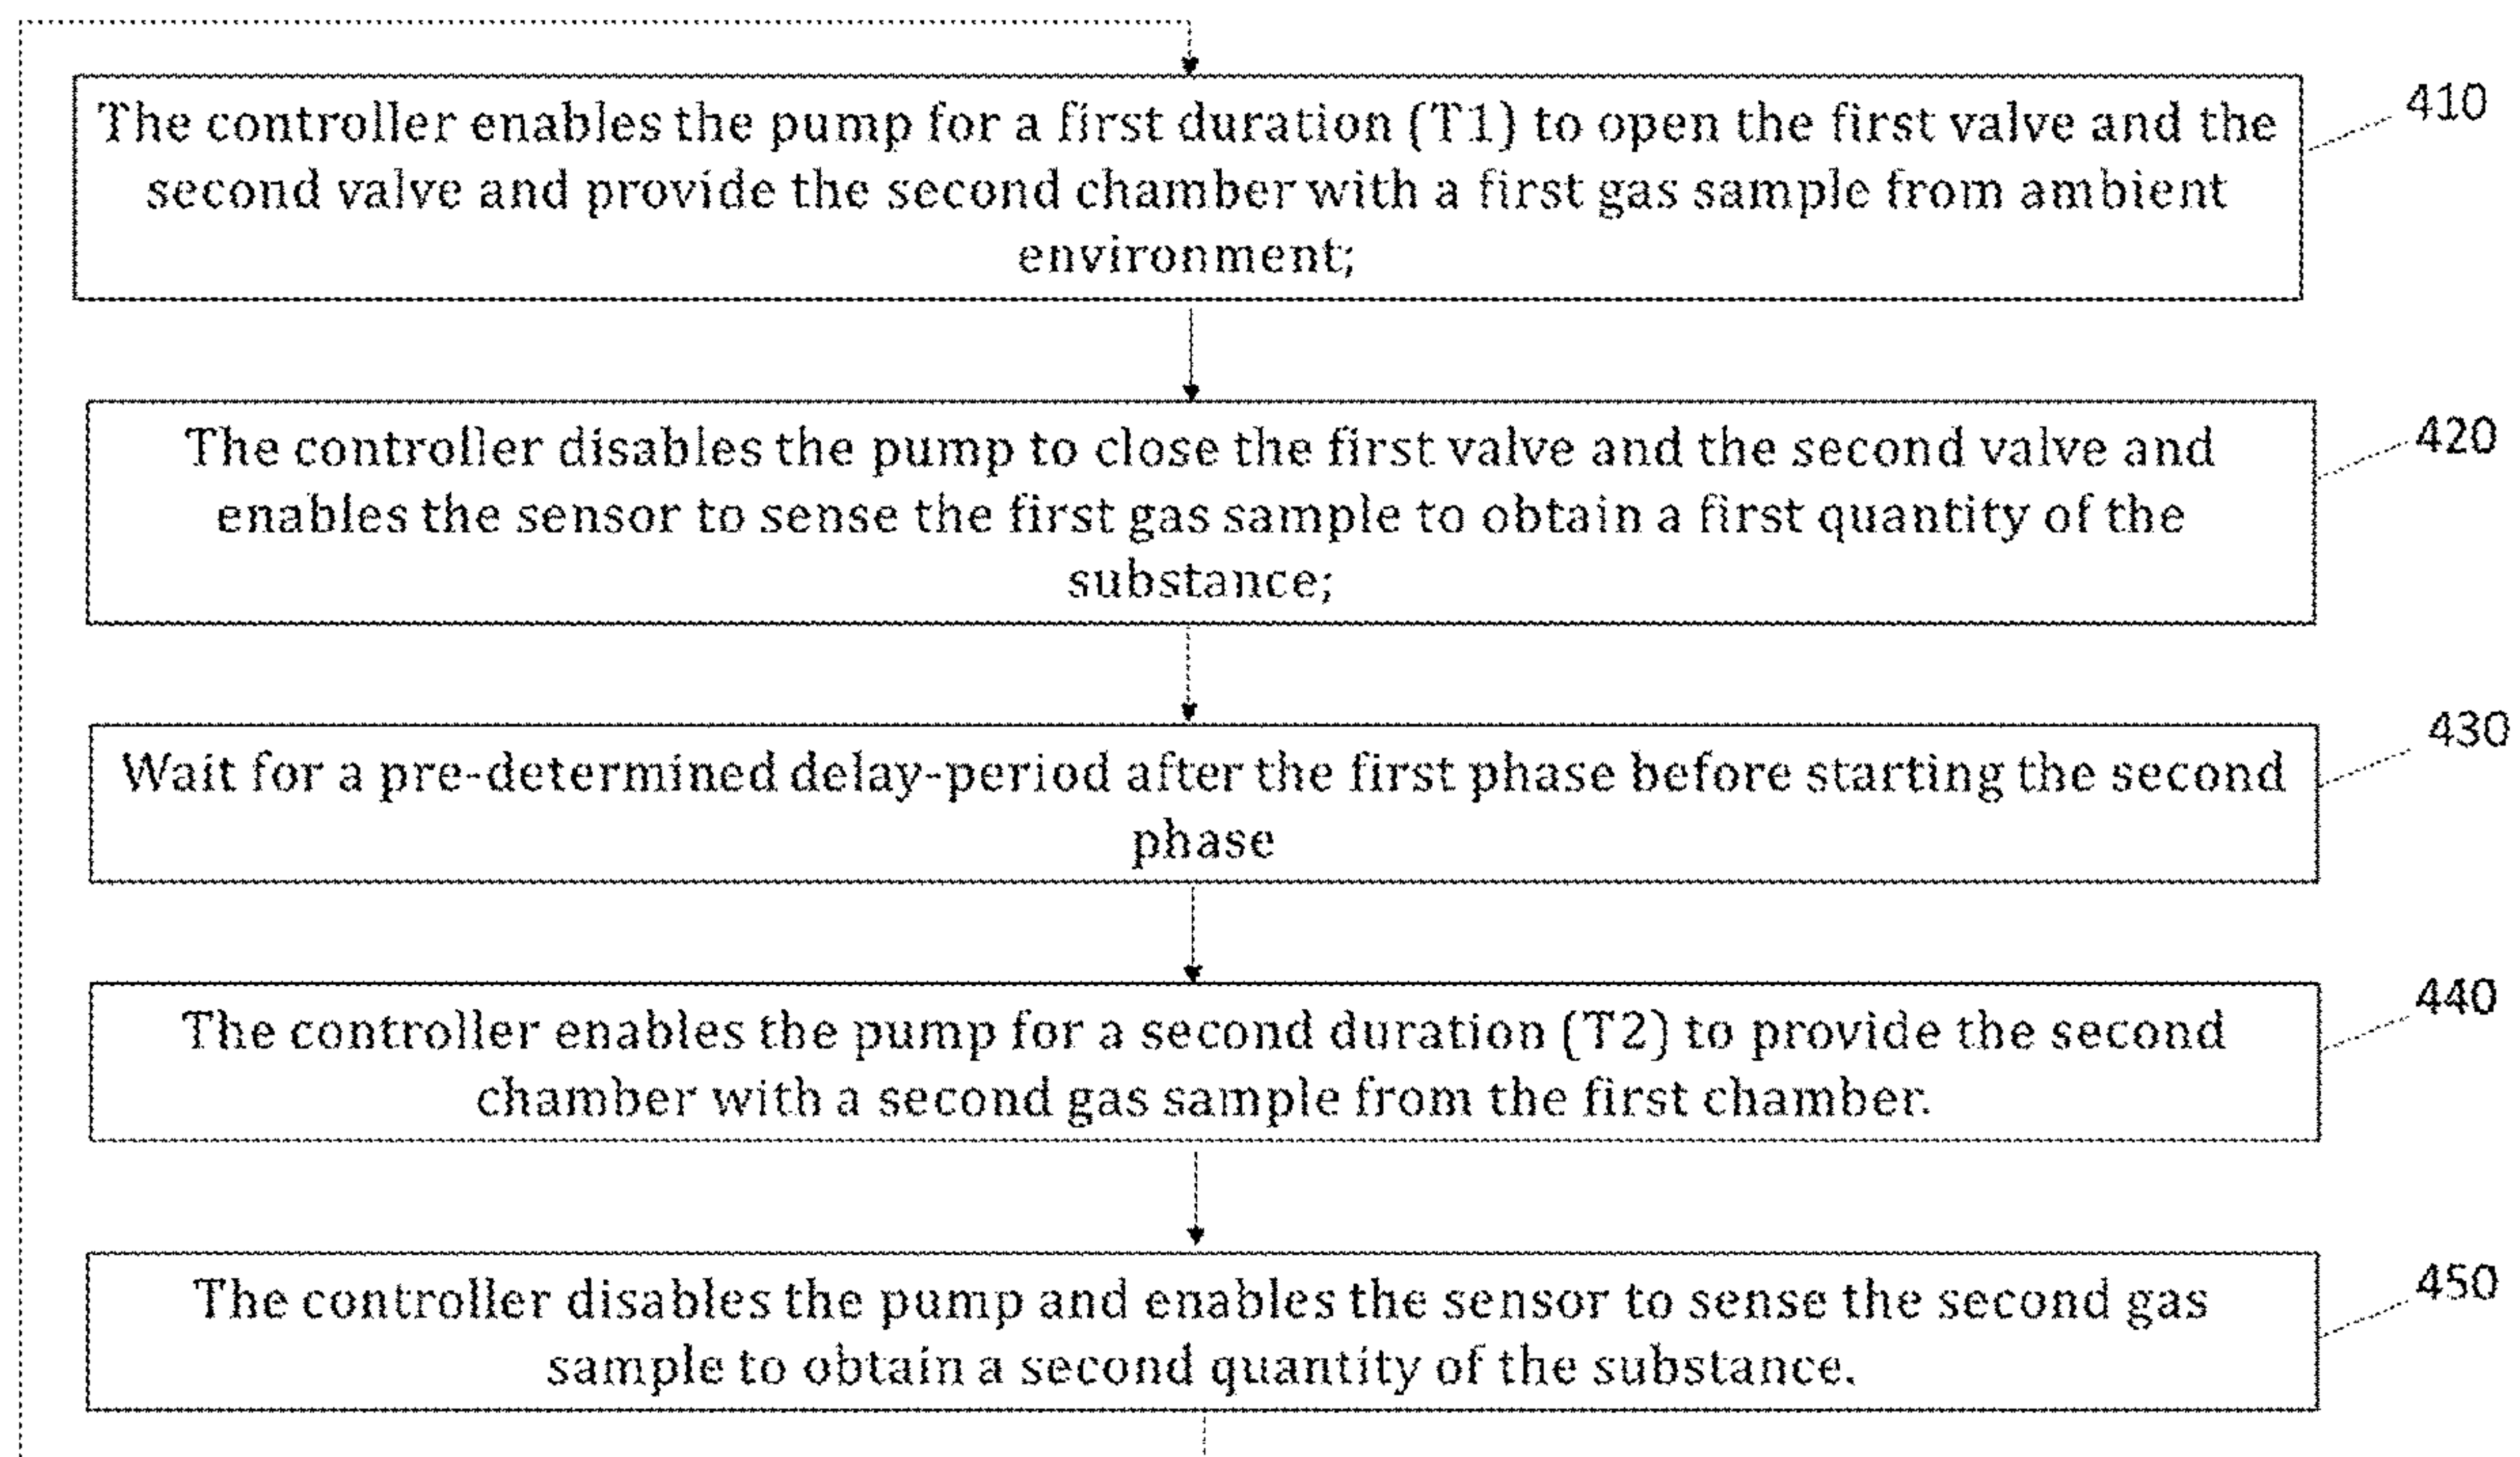 The controller enables the pump for a first duration (T1) to open the first valve and the
second valve and provide the second chamber with a first gas sample from ambient
environment;
410
The controller disables the pump to close the first valve and the second valve and
enables the sensor to sense the first gas sample to obtain a first quantity of the
substance;
420
Wait for a pre-determined delay-period after the first phase before starting the second
phase
430
The controller enables the pump for a second duration (T2) to provide the second
chamber with a second gas sample from the first chamber.
440
The controller disables the pump and enables the sensor to sense the second gas
sample to obtain a second quantity of the substance.
450